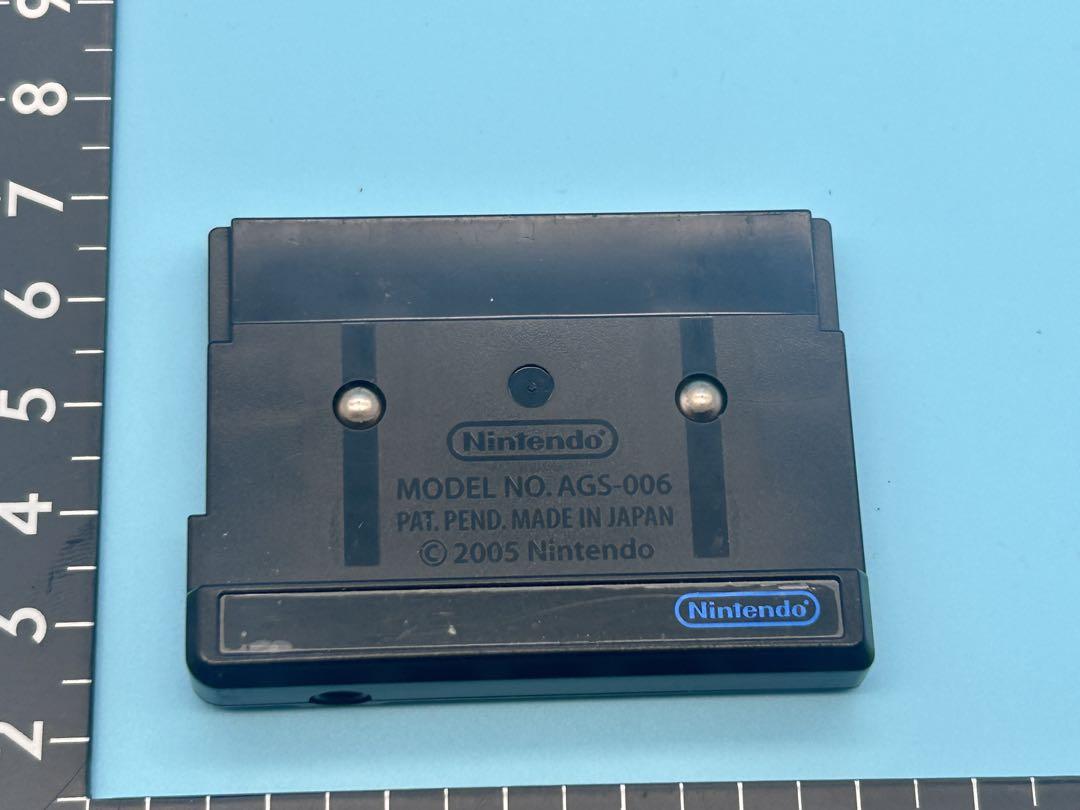 9
8
7
6
5
4
3
2
Nintendo
MODEL NO. AGS-006
PAT. PEND. MADE IN JAPAN
© 2005 Nintendo
Nintendo